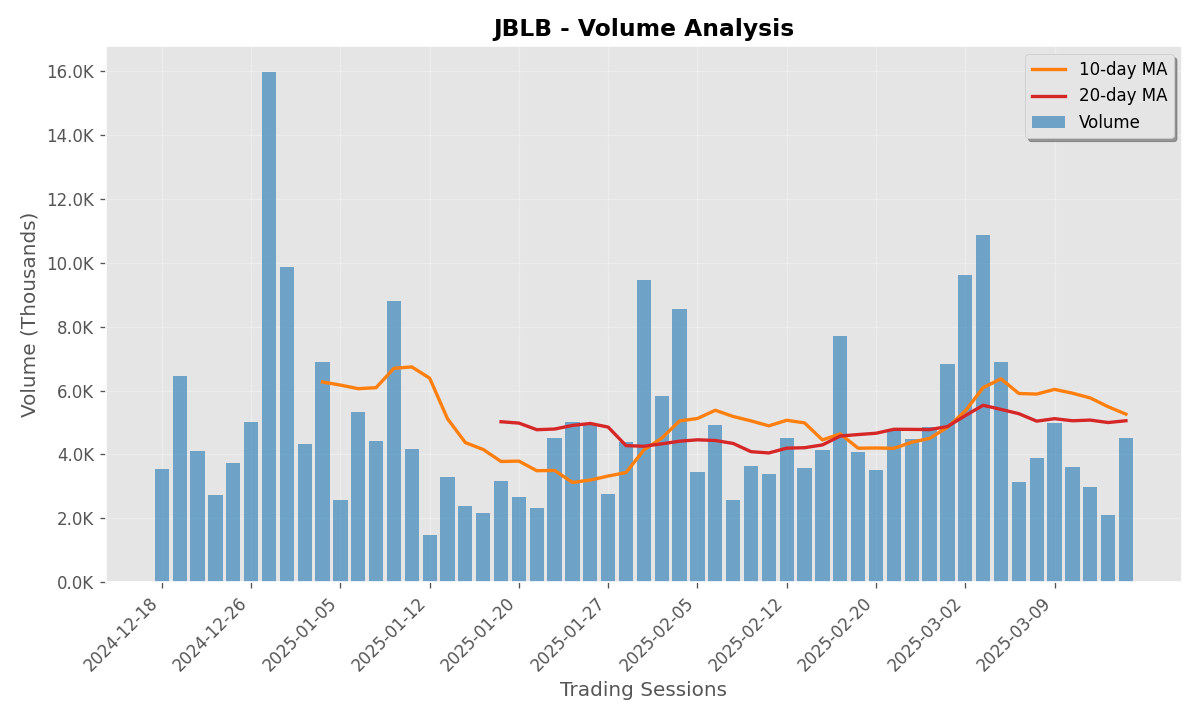 JBLB - Volume Analysis
10-day MA
20-day MA
Volume
Volume (Thousands)
16.0K
14.0K
12.0K
10.0K
8.0K
6.0K
4.0K
2.0K
0.0K
2024-12-18
2024-12-26
2025-01-05
2025-01-12
2025-01-20
2025-01-27
2025-02-05
2025-02-12
2025-02-20
2025-03-02
2025-03-09
Trading Sessions